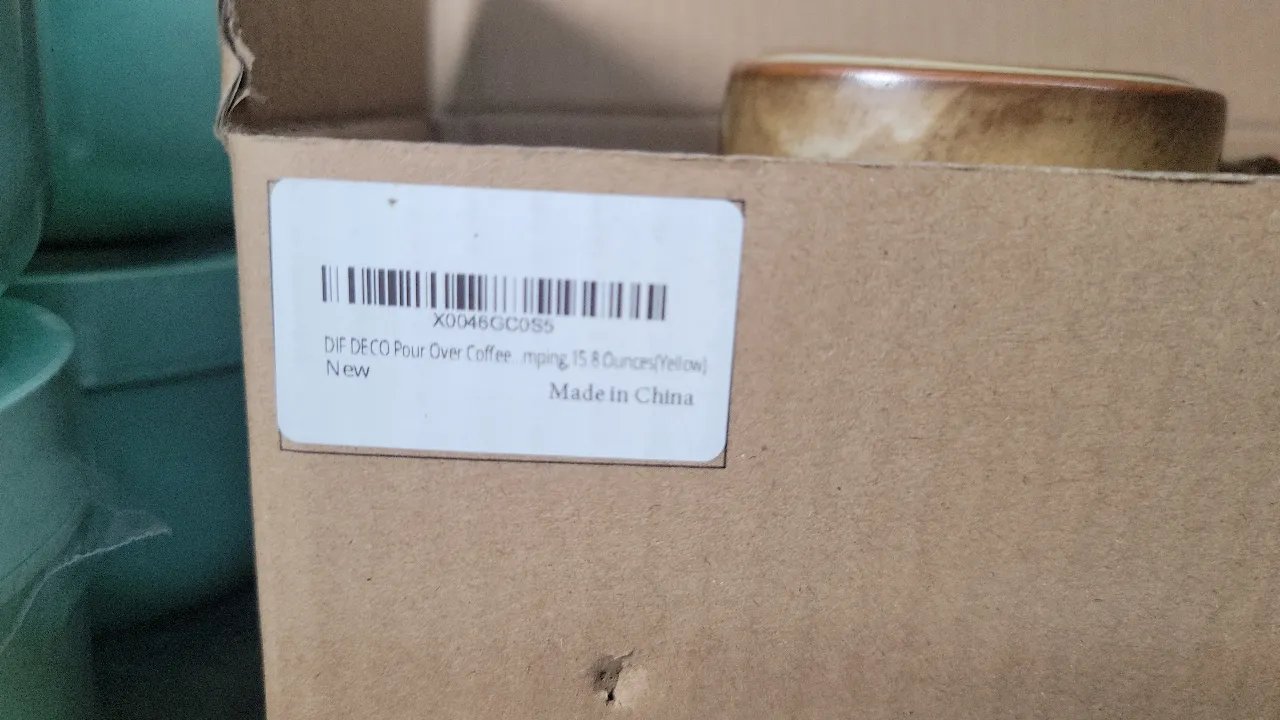 X0046GC0S5
DIF DECO Pour Over Coffee ...mping,15.8 Ounces(Yellow)
New
Made in China